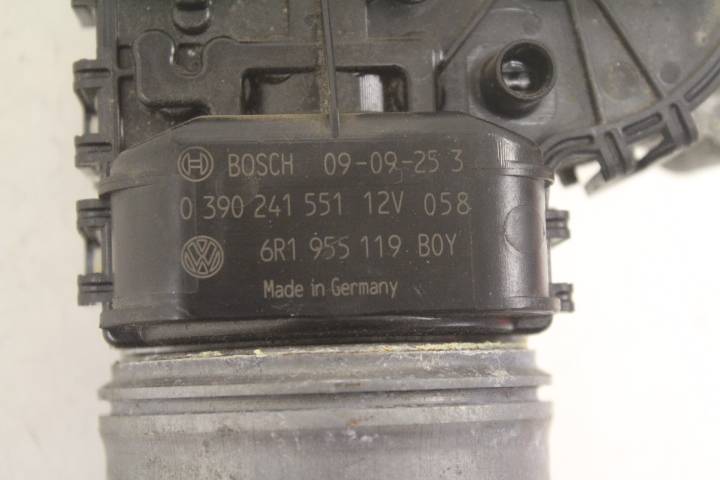 BOSCH 09-09-25 3
0 390 241 551 12V 058
6R1 955 119 B0Y
Made in Germany